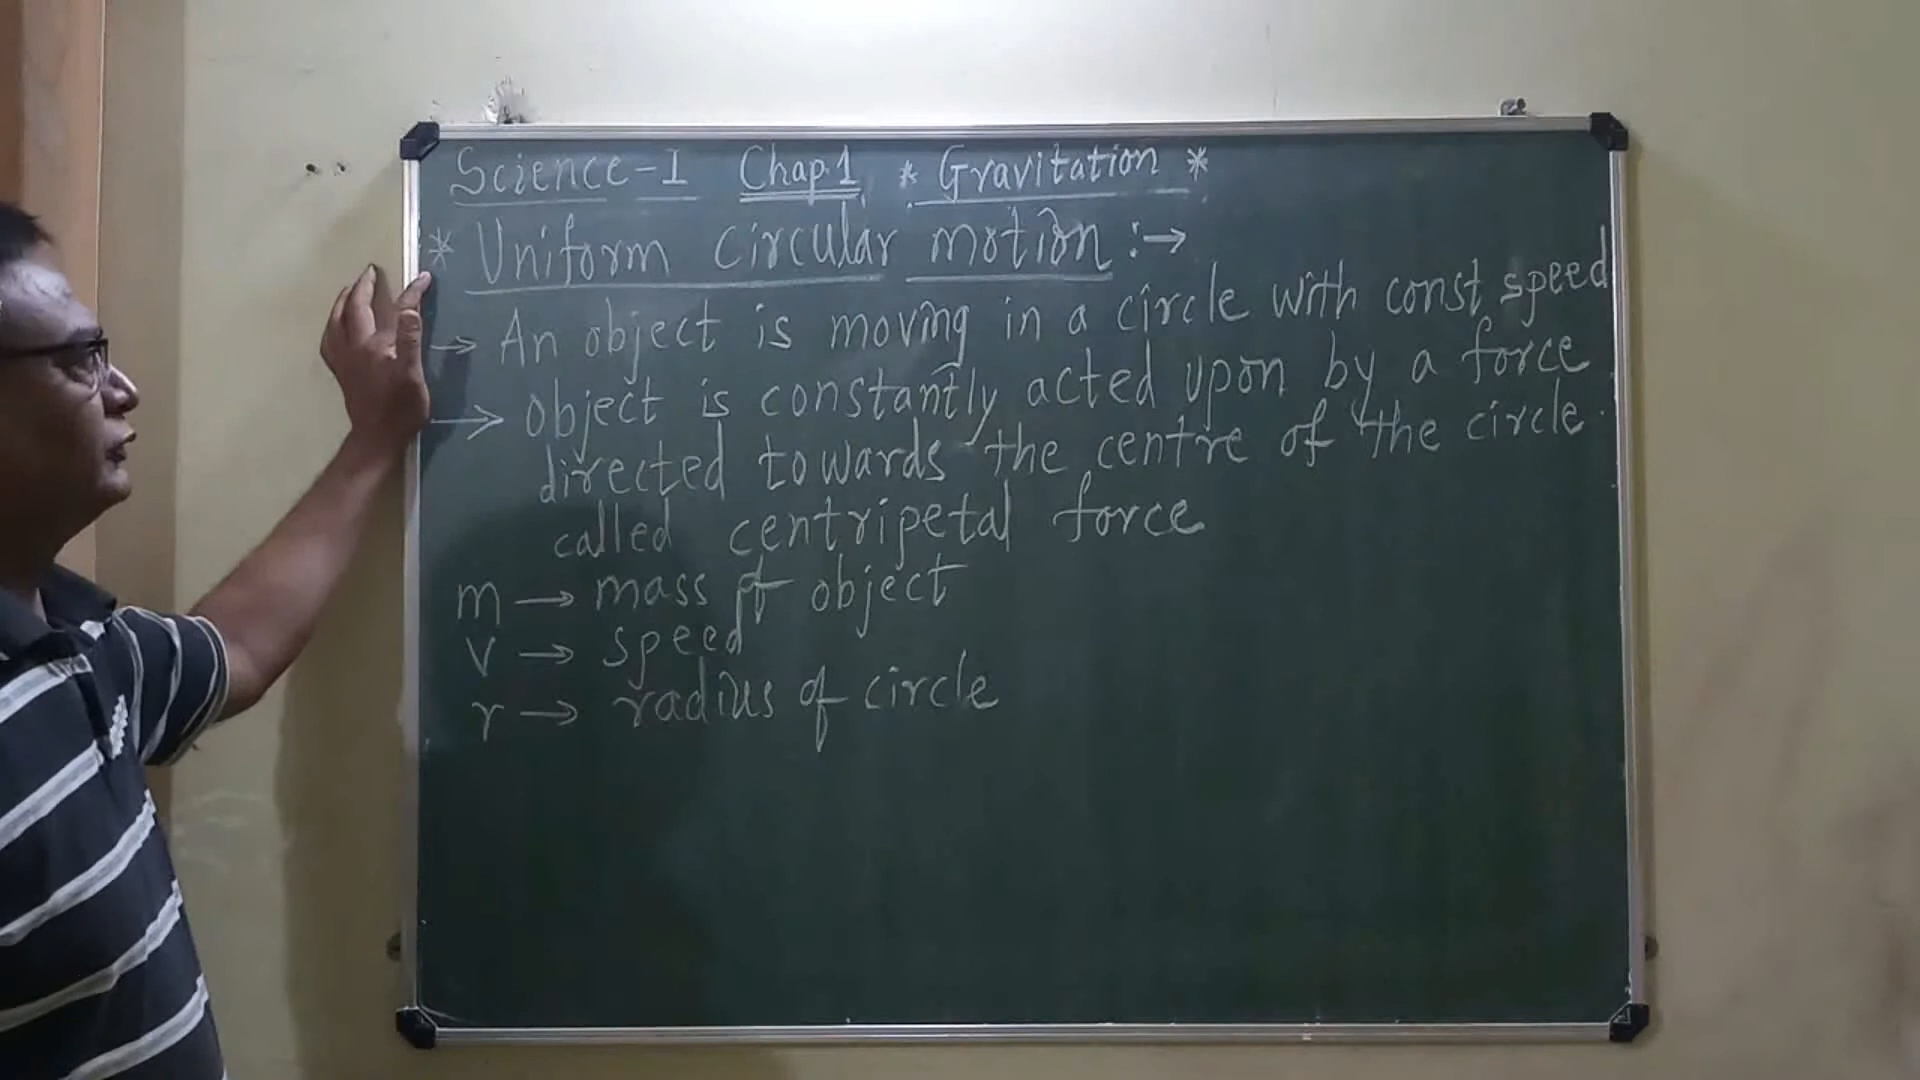 Science-I Chap.1 * Gravitation *
* Uniform circular motion :→
→ An object is moving in a circle with const speed
→ object is constantly acted upon by a force
directed towards the centre of the circle.
called centripetal force
m → mass of object
v → speed
r → radius of circle